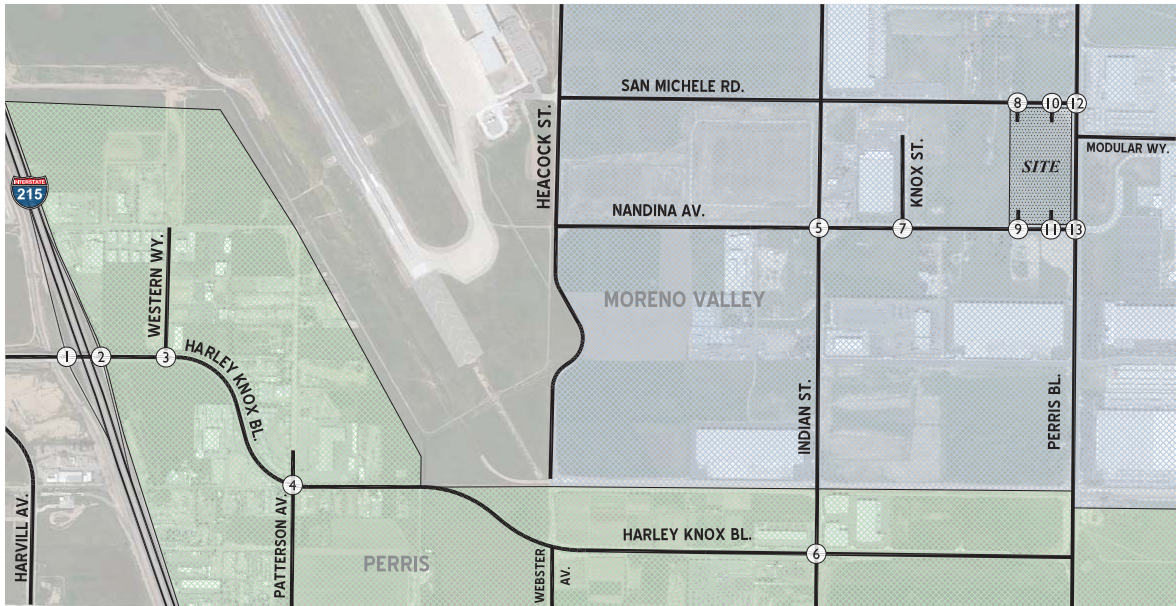 SAN MICHELE RD.
8
10
12
HEACOCK ST.
KNOX ST.
MODULAR WY.
SITE
INTERSTATE
215
NANDINA AV.
5
7
9
11
13
WESTERN WY.
MORENO VALLEY
1
2
3
HARLEY KNOX BL.
INDIAN ST.
PERRIS BL.
HARVILL AV.
4
PATTERSON AV.
HARLEY KNOX BL.
6
PERRIS
WEBSTER
AV.